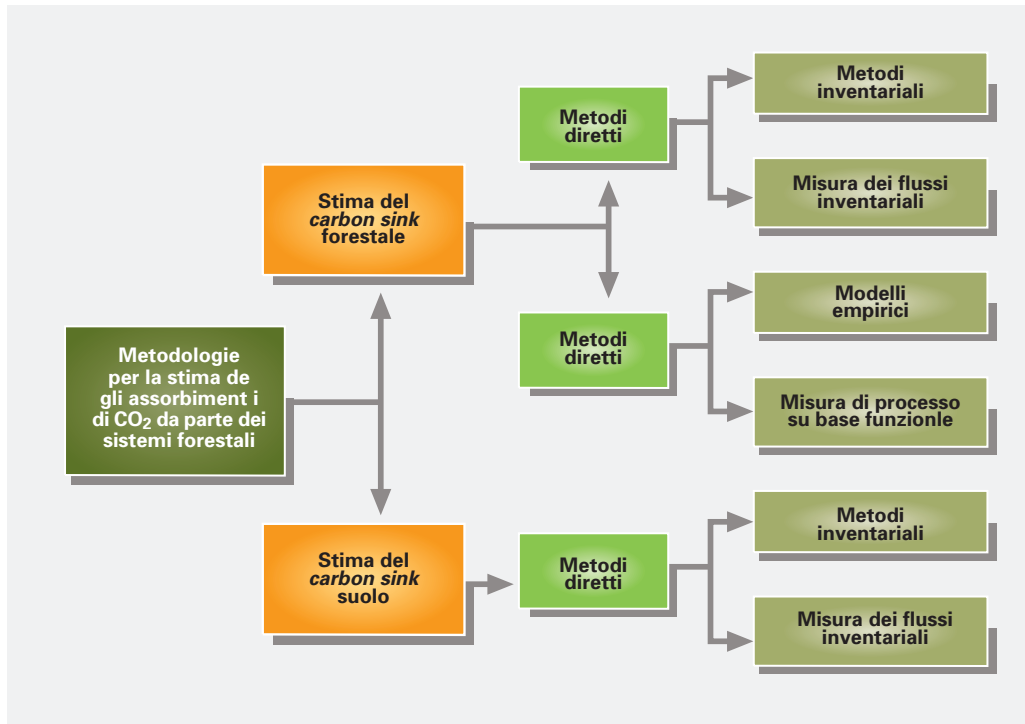 Metodologie
per la stima de
gli assorbiment i
di CO₂ da parte dei
sistemi forestali
Stima del
carbon sink
forestale
Metodi
diretti
Metodi
inventariali
Misura dei flussi
inventariali
Metodi
diretti
Modelli
empirici
Misura di processo
su base funzionle
Stima del
carbon sink
suolo
Metodi
diretti
Metodi
inventariali
Misura dei flussi
inventariali